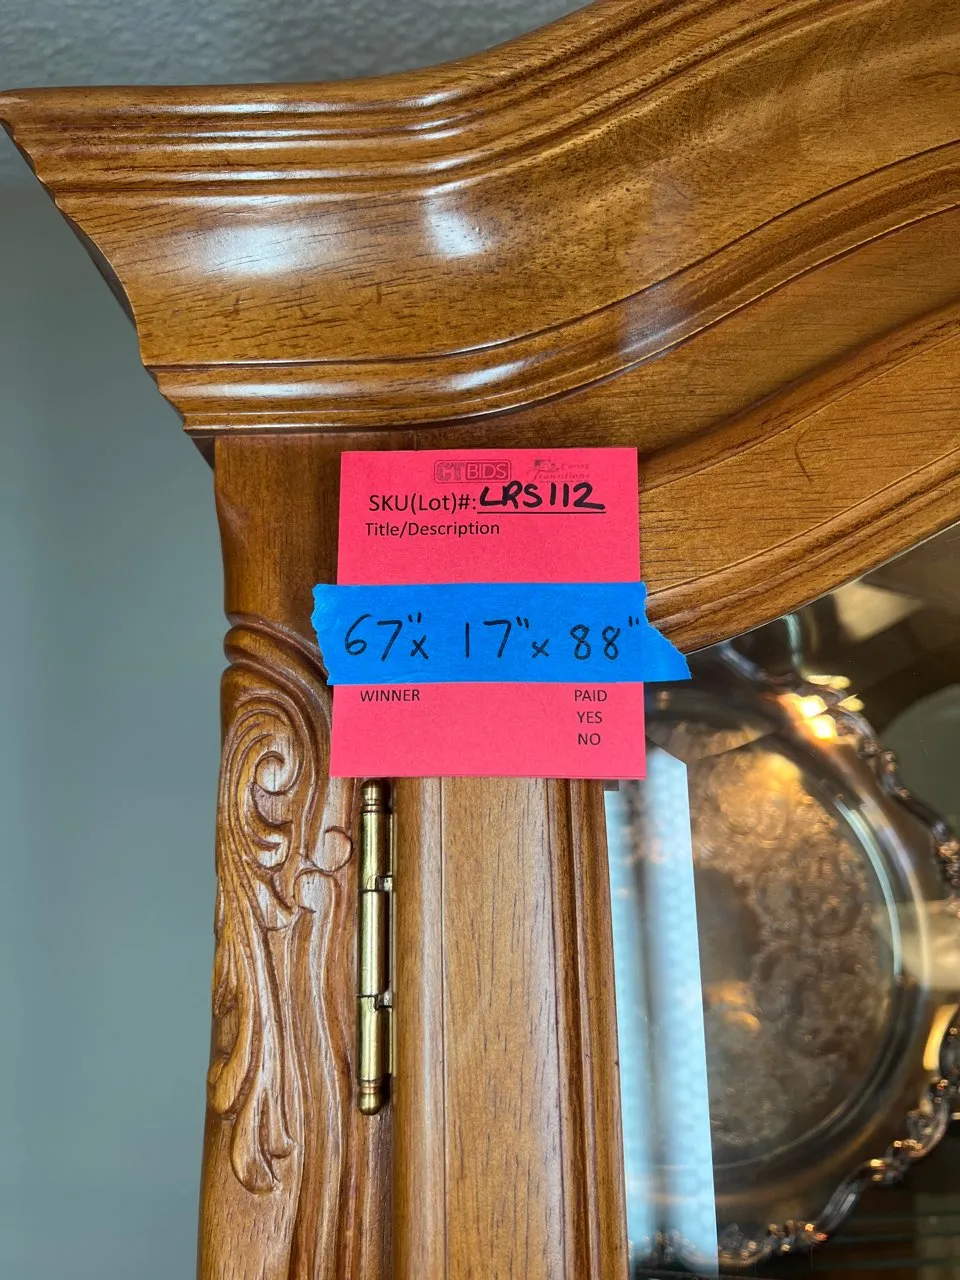 CTBIDS Caring Transitions
SKU(Lot)#: LRS112
Title/Description
67" x 17" x 88"
WINNER PAID
YES
NO